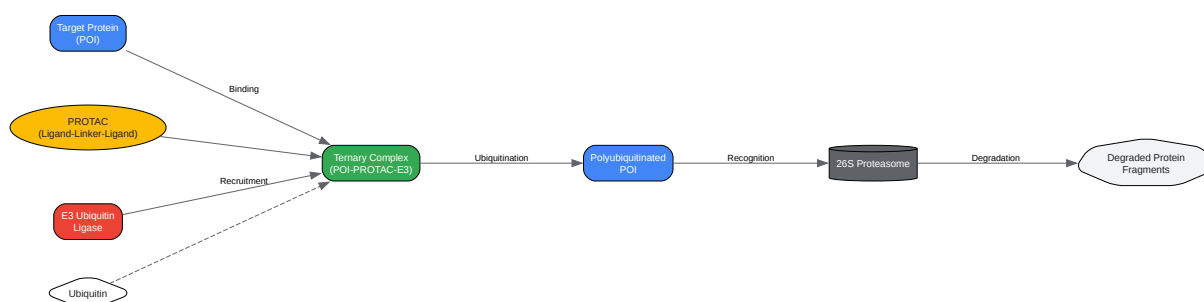 Target Protein
(POI)
Binding
PROTAC
(Ligand-Linker-Ligand)
Ternary Complex
(POI-PROTAC-E3)
Ubiquitination
Polyubiquitinated
POI
Recognition
26S Proteasome
Degradation
Degraded Protein
Fragments
Recruitment
E3 Ubiquitin
Ligase
Ubiquitin